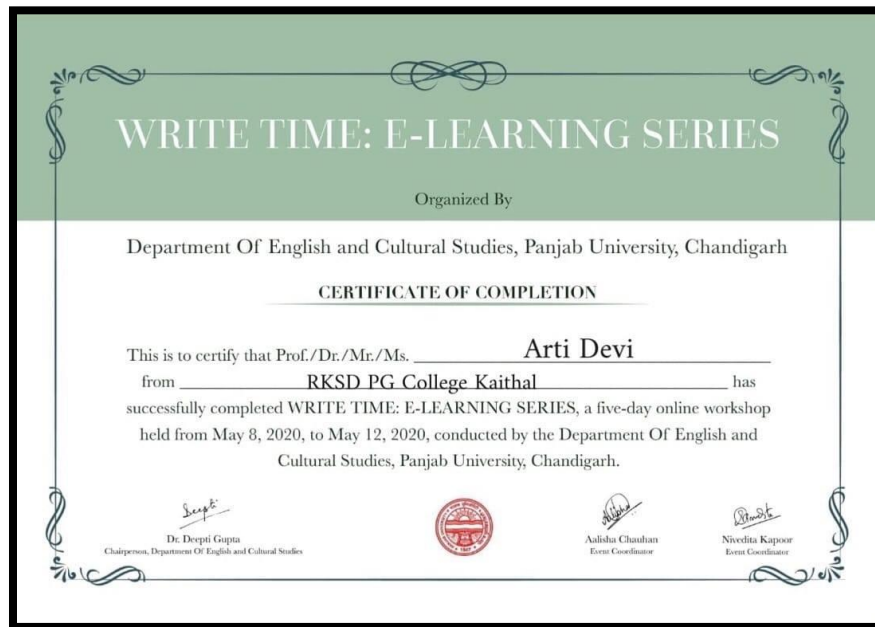 WRITE TIME: E-LEARNING SERIES
Organized By
Department Of English and Cultural Studies, Panjab University, Chandigarh
CERTIFICATE OF COMPLETION
This is to certify that Prof./Dr./Mr./Ms. Arti Devi
from RKSD PG College Kaithal has
successfully completed WRITE TIME: E-LEARNING SERIES, a five-day online workshop
held from May 8, 2020, to May 12, 2020, conducted by the Department Of English and
Cultural Studies, Panjab University, Chandigarh.
Deepti
Dr. Deepti Gupta
Chairperson, Department Of English and Cultural Studies
Aalisha Chauhan
Event Coordinator
Nivedita Kapoor
Event Coordinator